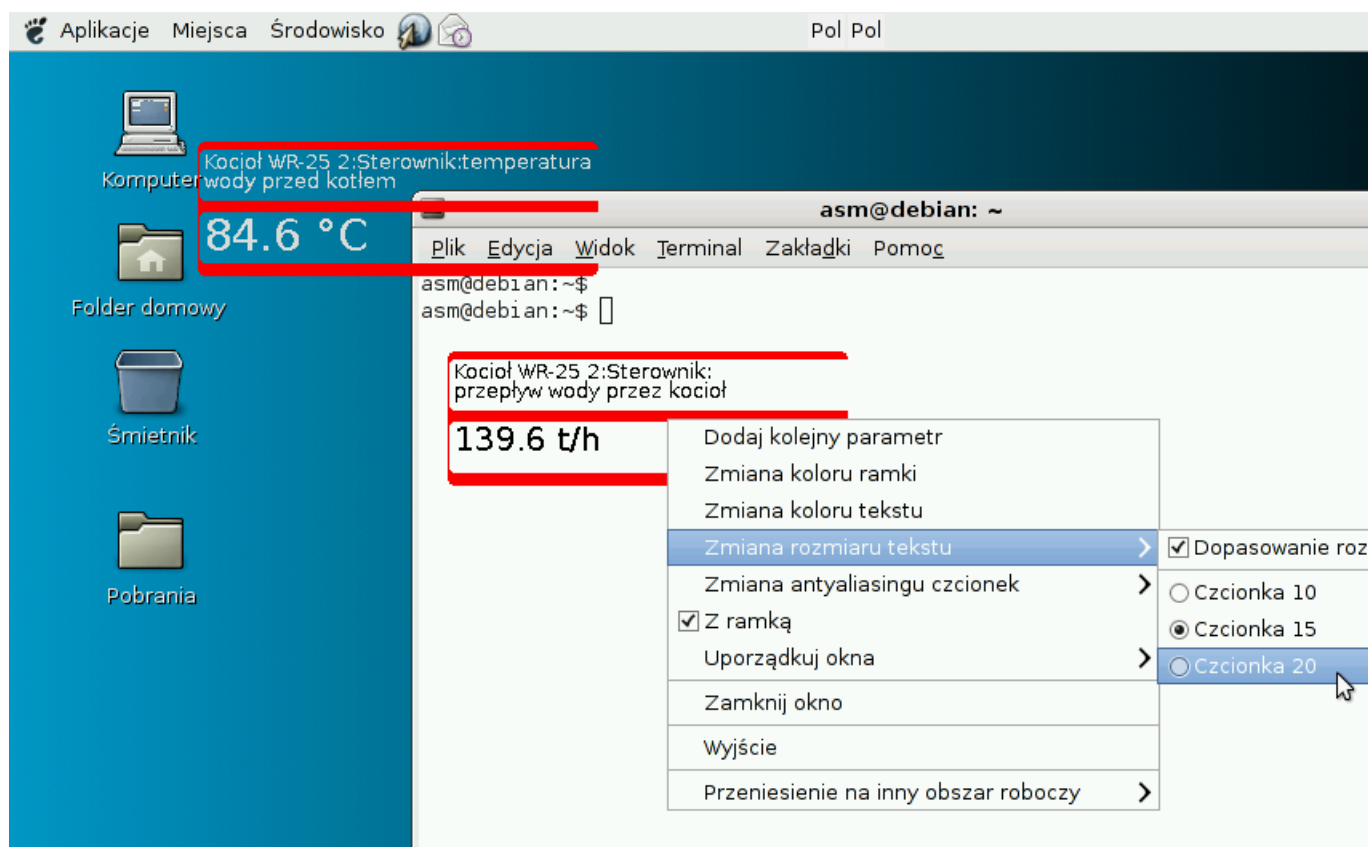 Aplikacje Miejsca Środowisko Pol Pol
Komputer
Kocioł WR-25 2:Sterownik:temperatura
wody przed kotłem
84.6 °C
Folder domowy
Śmietnik
Pobrania
asm@debian: ~
Plik Edycja Widok Terminal Zakładki Pomoc
asm@debian:~$
asm@debian:~$
Kocioł WR-25 2:Sterownik:
przepływ wody przez kocioł
139.6 t/h
Dodaj kolejny parametr
Zmiana koloru ramki
Zmiana koloru tekstu
Zmiana rozmiaru tekstu
Zmiana antyaliasingu czcionek
Z ramką
Uporządkuj okna
Zamknij okno
Wyjście
Przeniesienie na inny obszar roboczy
Dopasowanie roz
Czcionka 10
Czcionka 15
Czcionka 20